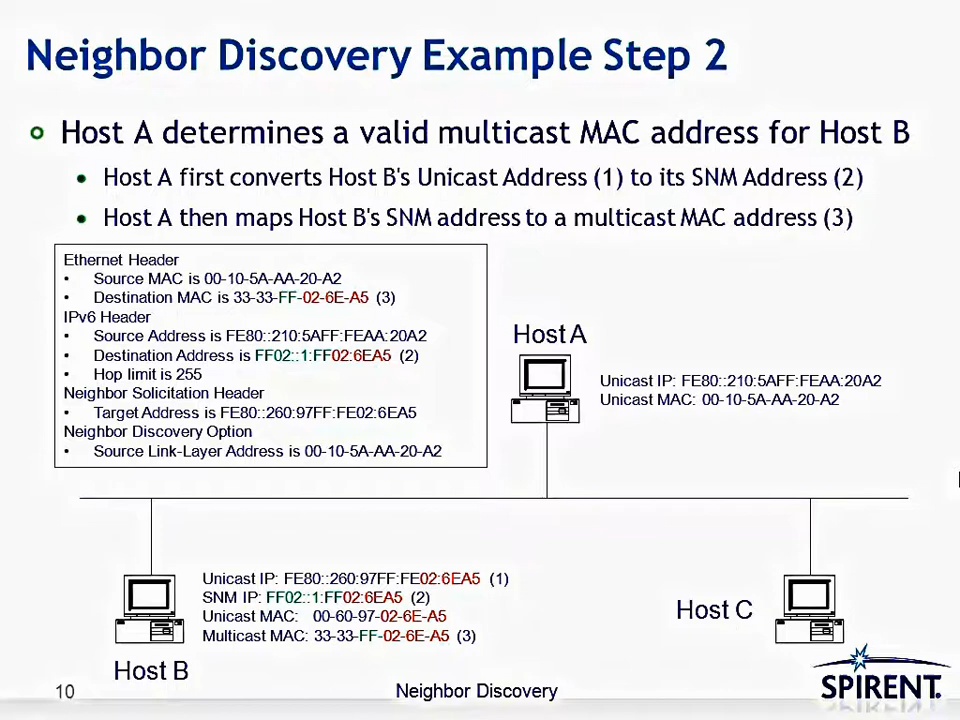 Neighbor Discovery Example Step 2
Host A determines a valid multicast MAC address for Host B
Host A first converts Host B's Unicast Address (1) to its SNM Address (2)
Host A then maps Host B's SNM address to a multicast MAC address (3)
Ethernet Header
• Source MAC is 00-10-5A-AA-20-A2
• Destination MAC is 33-33-FF-02-6E-A5 (3)
IPv6 Header
• Source Address is FE80::210:5AFF:FEAA:20A2
• Destination Address is FF02::1:FF02:6EA5 (2)
• Hop limit is 255
Neighbor Solicitation Header
• Target Address is FE80::260:97FF:FE02:6EA5
Neighbor Discovery Option
• Source Link-Layer Address is 00-10-5A-AA-20-A2
Host A
Unicast IP: FE80::210:5AFF:FEAA:20A2
Unicast MAC: 00-10-5A-AA-20-A2
Unicast IP: FE80::260:97FF:FE02:6EA5 (1)
SNM IP: FF02::1:FF02:6EA5 (2)
Unicast MAC: 00-60-97-02-6E-A5
Multicast MAC: 33-33-FF-02-6E-A5 (3)
Host B
Host C
10
Neighbor Discovery
SPIRENT